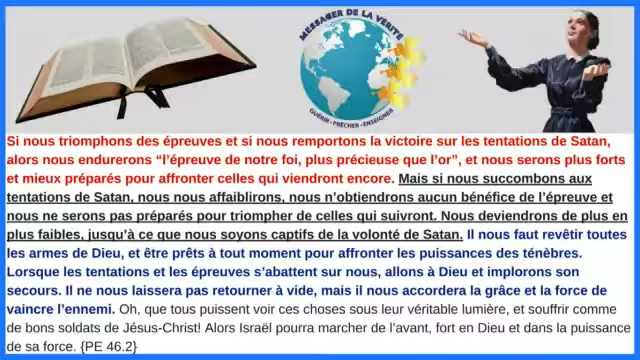 MESSAGER DE LA VÉRITÉ
GUÉRIR - PRÊCHER - ENSEIGNER
Si nous triomphons des épreuves et si nous remportons la victoire sur les tentations de Satan,
alors nous endurerons “l’épreuve de notre foi, plus précieuse que l’or”, et nous serons plus forts
et mieux préparés pour affronter celles qui viendront encore. Mais si nous succombons aux
tentations de Satan, nous nous affaiblirons, nous n’obtiendrons aucun bénéfice de l’épreuve et
nous ne serons pas préparés pour triompher de celles qui suivront. Nous deviendrons de plus en
plus faibles, jusqu’à ce que nous soyons captifs de la volonté de Satan. Il nous faut revêtir toutes
les armes de Dieu, et être prêts à tout moment pour affronter les puissances des ténèbres.
Lorsque les tentations et les épreuves s’abattent sur nous, allons à Dieu et implorons son
secours. Il ne nous laissera pas retourner à vide, mais il nous accordera la grâce et la force de
vaincre l’ennemi. Oh, que tous puissent voir ces choses sous leur véritable lumière, et souffrir comme
de bons soldats de Jésus-Christ! Alors Israël pourra marcher de l’avant, fort en Dieu et dans la puissance
de sa force. {PE 46.2}